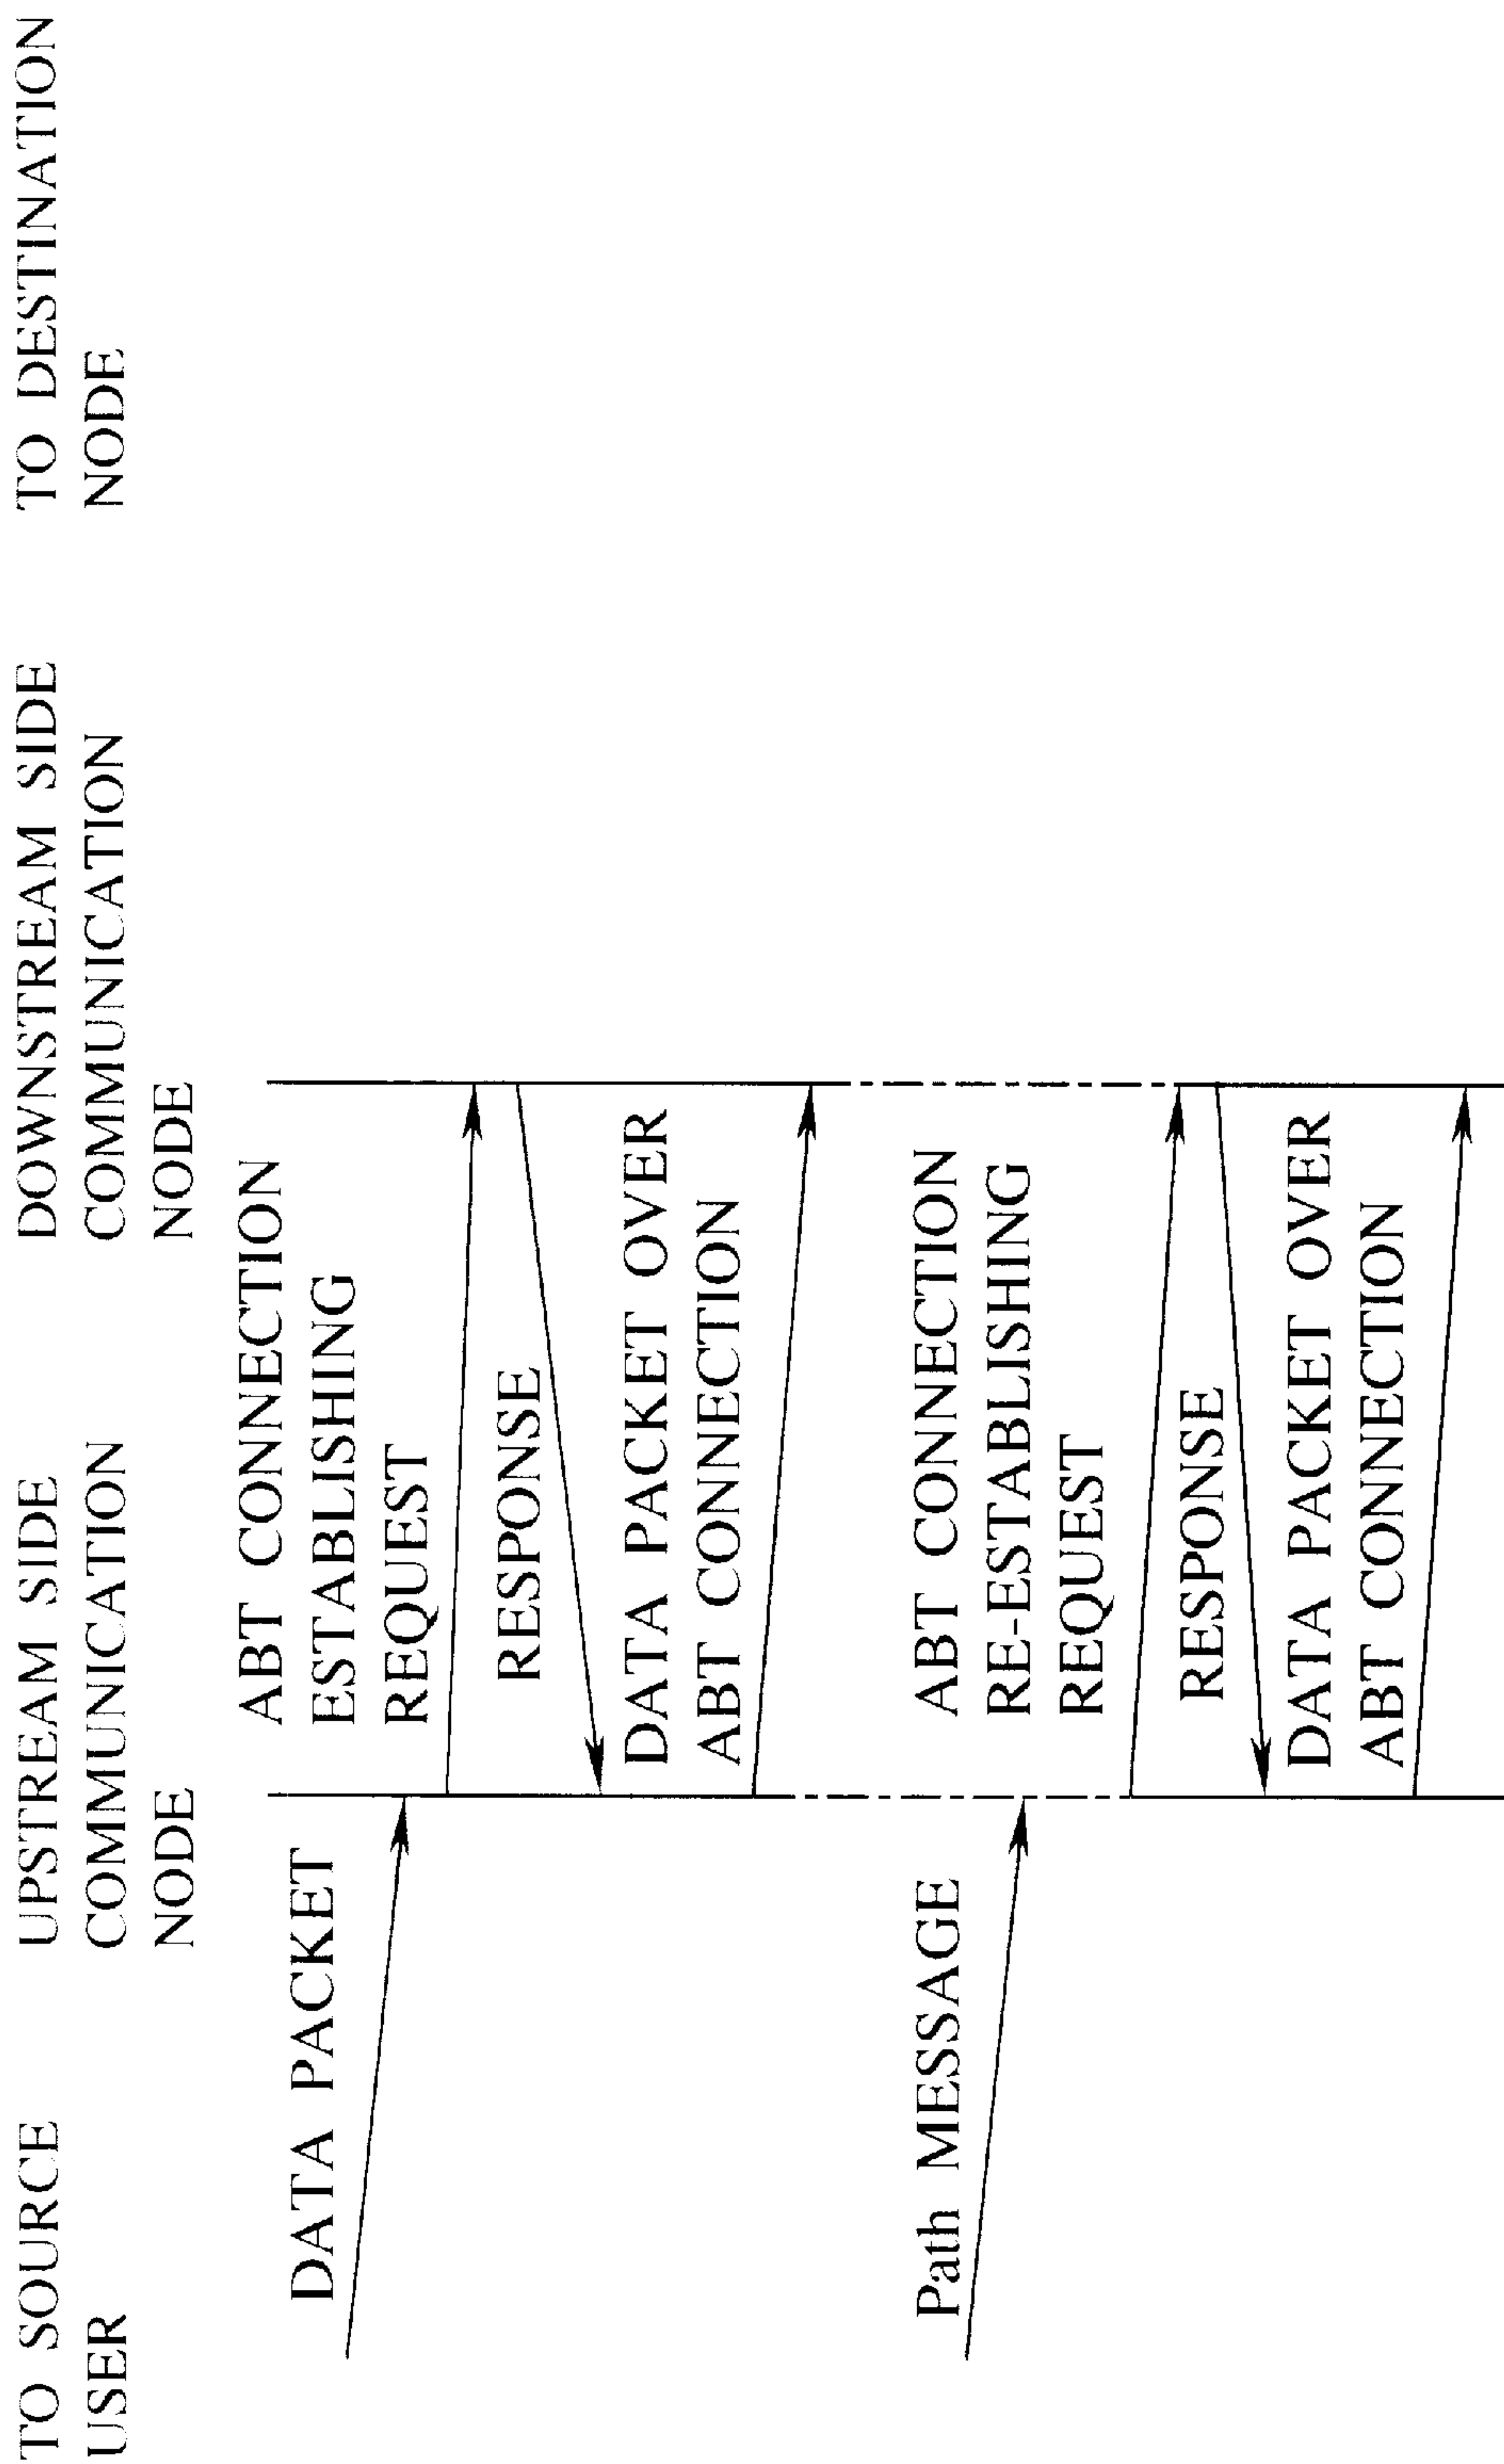 TO SOURCE
USER
UPSTREAM SIDE
COMMUNICATION
NODE
DOWNSTREAM SIDE
COMMUNICATION
NODE
TO DESTINATION
NODE
DATA PACKET
ABT CONNECTION
ESTABLISHING
REQUEST
RESPONSE
DATA PACKET OVER
ABT CONNECTION
Path MESSAGE
ABT CONNECTION
RE-ESTABLISHING
REQUEST
RESPONSE
DATA PACKET OVER
ABT CONNECTION